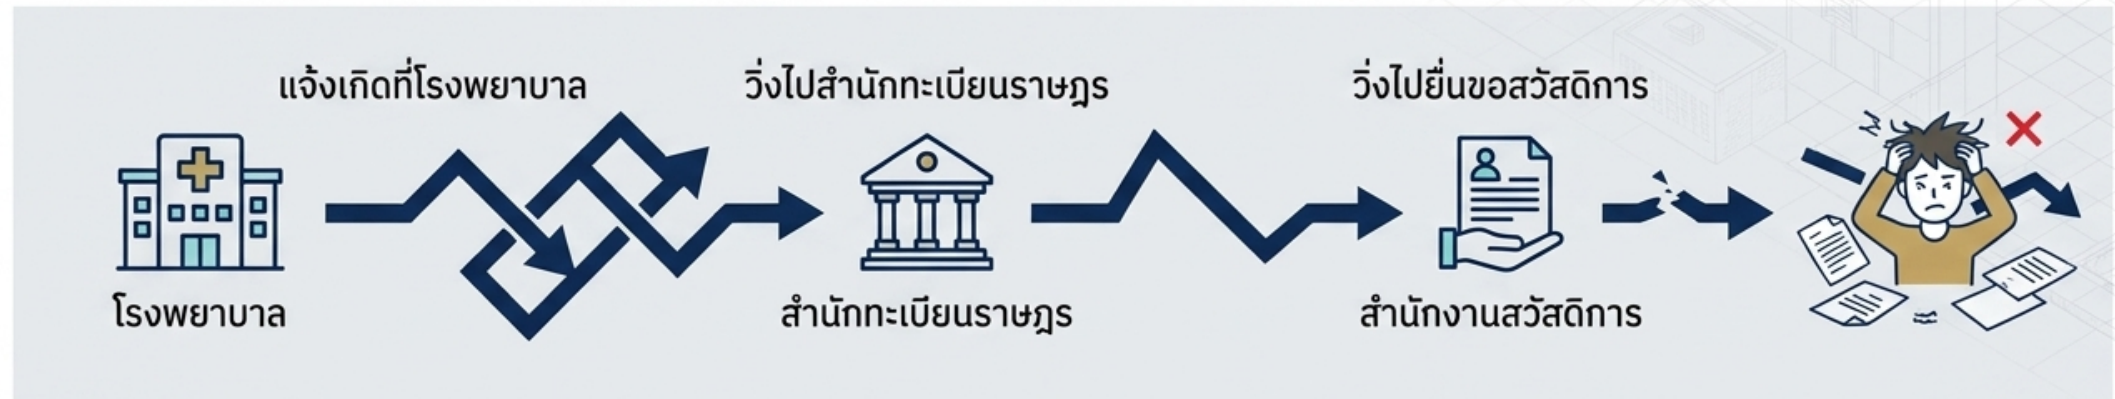 แจ้งเกิดที่โรงพยาบาล
วิ่งไปสำนักทะเบียนราษฎร
วิ่งไปยื่นขอสวัสดิการ
โรงพยาบาล
สำนักทะเบียนราษฎร
สำนักงานสวัสดิการ